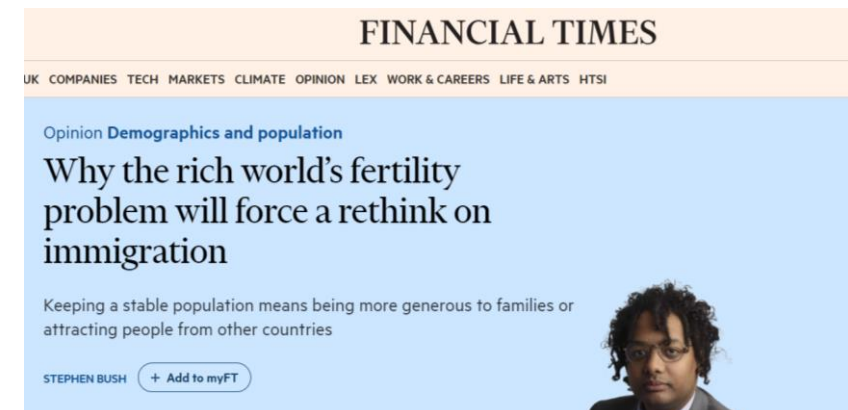 FINANCIAL TIMES
UK COMPANIES TECH MARKETS CLIMATE OPINION LEX WORK & CAREERS LIFE & ARTS HTSI
Opinion Demographics and population
Why the rich world’s fertility
problem will force a rethink on
immigration
Keeping a stable population means being more generous to families or
attracting people from other countries
STEPHEN BUSH + Add to myFT